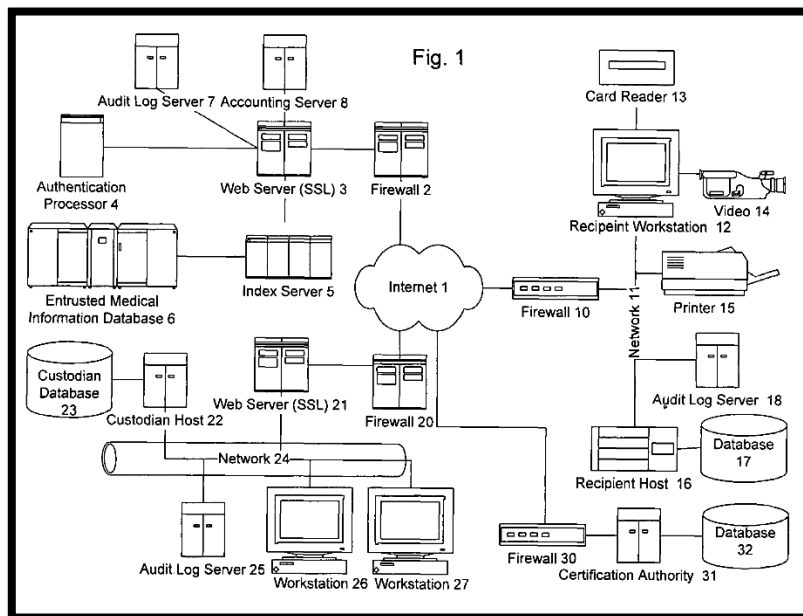 Fig. 1
Audit Log Server 7
Accounting Server 8
Card Reader 13
Authentication
Processor 4
Web Server (SSL) 3
Firewall 2
Recipeint Workstation
12
Video 14
Entrusted Medical
Information Database 6
Index Server 5
Internet 1
Firewall 10
Network 11
Printer 15
Custodian
Database
23
Custodian Host 22
Web Server (SSL) 21
Firewall 20
Audit Log Server 18
Network 24
Recipient Host 16
Database
17
Audit Log Server 25
Workstation 26
Workstation 27
Firewall 30
Certification Authority 31
Database
32